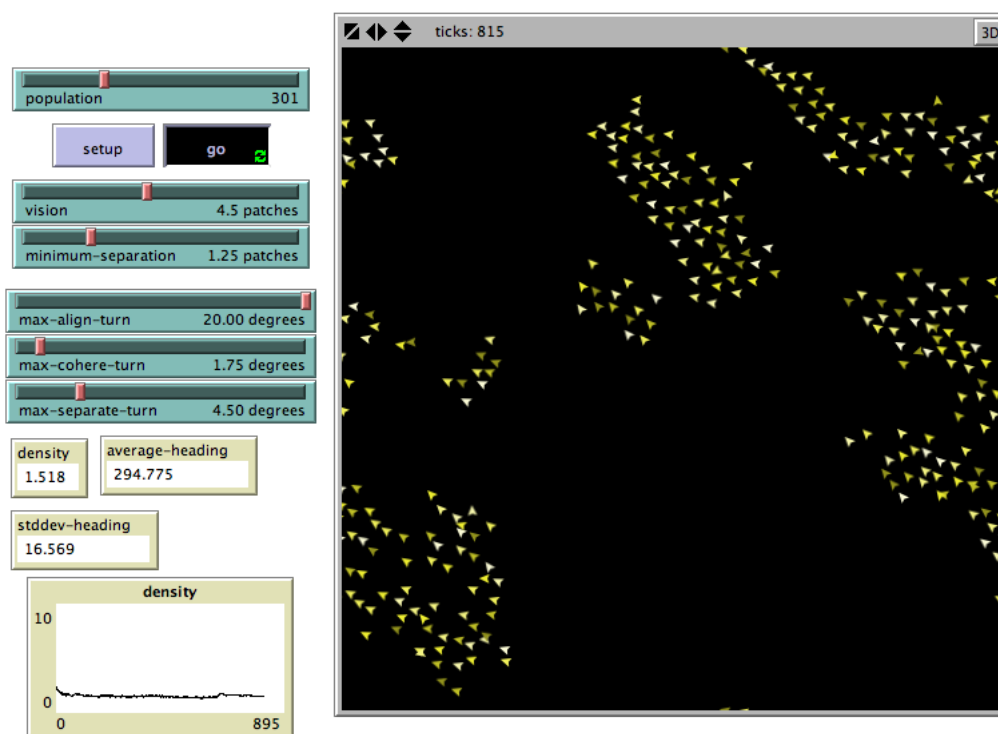 ticks: 815
3D
population 301
setup
go
vision 4.5 patches
minimum-separation 1.25 patches
max-align-turn 20.00 degrees
max-cohere-turn 1.75 degrees
max-separate-turn 4.50 degrees
density
1.518
average-heading
294.775
stddev-heading
16.569
density
10
0
0 895